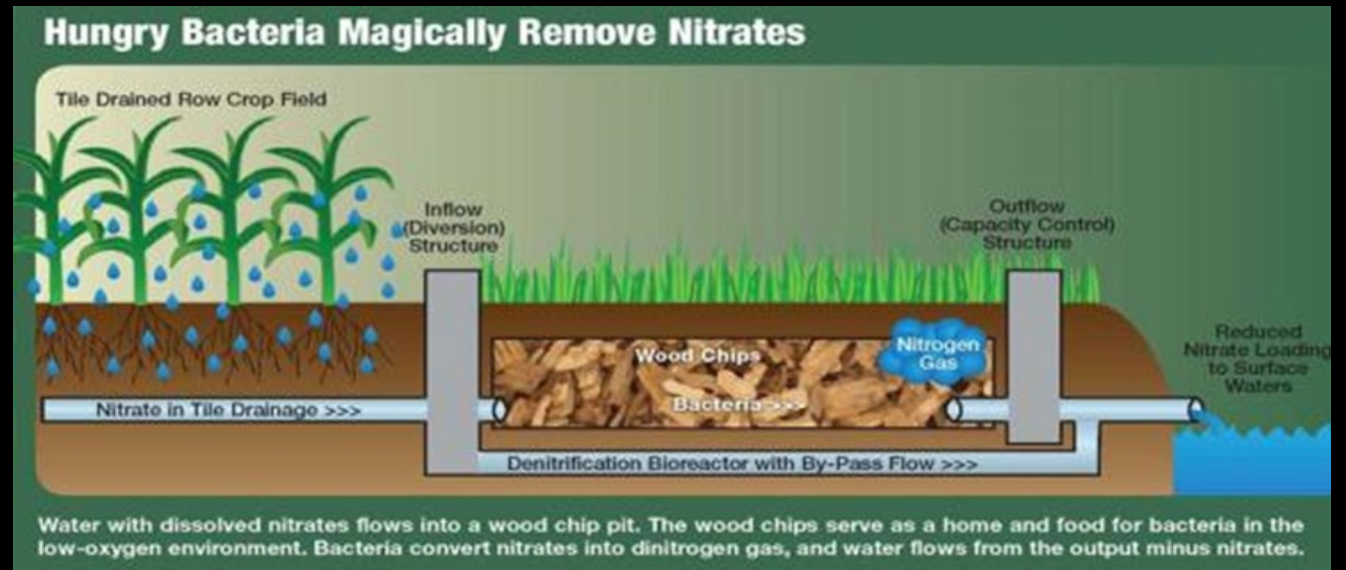 Hungry Bacteria Magically Remove Nitrates
Tile Drained Row Crop Field
Inflow
(Diversion)
Structure
Outflow
(Capacity Control)
Structure
Wood Chips
Nitrogen
Gas
Bacteria >>>
Reduced
Nitrate Loading
to Surface
Waters
Nitrate in Tile Drainage >>>
Denitrification Bioreactor with By-Pass Flow >>>
Water with dissolved nitrates flows into a wood chip pit. The wood chips serve as a home and food for bacteria in the
low-oxygen environment. Bacteria convert nitrates into dinitrogen gas, and water flows from the output minus nitrates.